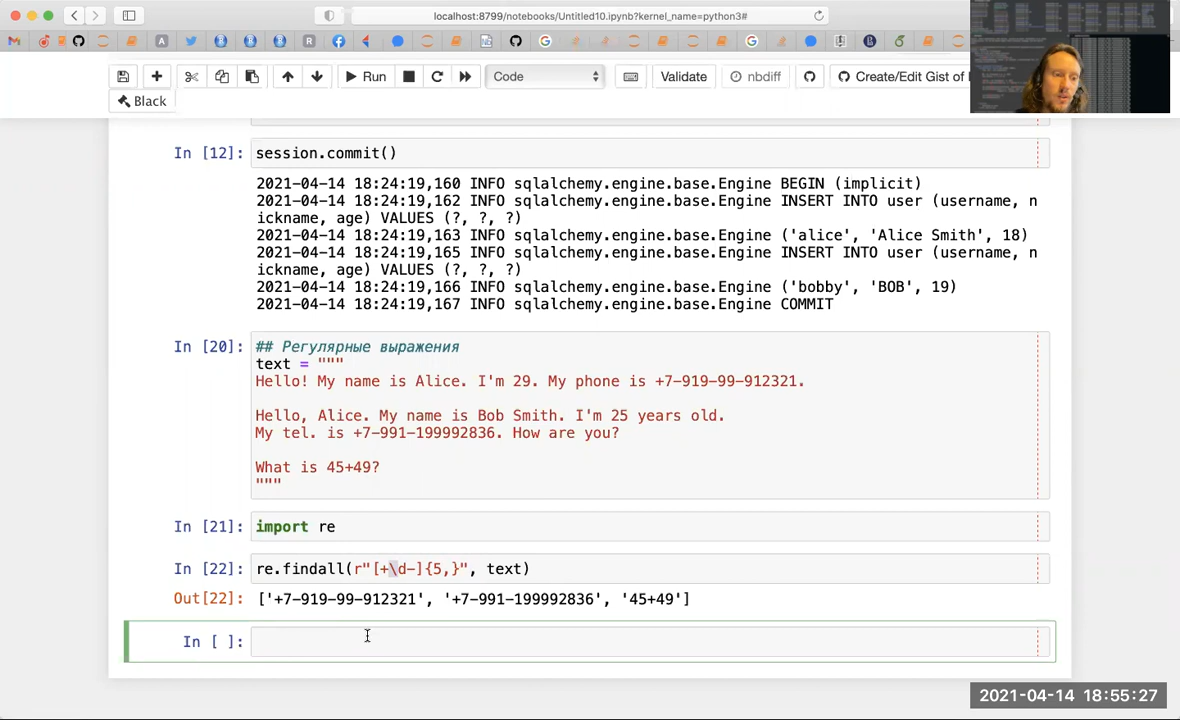 localhost:8799/notebooks/Untitled10.ipynb?kernel_name=python3#
Run
Code
Validate
nbdiff
Create/Edit Gist of
Black
In [12]: session.commit()
2021-04-14 18:24:19,160 INFO sqlalchemy.engine.base.Engine BEGIN (implicit)
2021-04-14 18:24:19,162 INFO sqlalchemy.engine.base.Engine INSERT INTO user (username, n
ickname, age) VALUES (?, ?, ?)
2021-04-14 18:24:19,163 INFO sqlalchemy.engine.base.Engine ('alice', 'Alice Smith', 18)
2021-04-14 18:24:19,165 INFO sqlalchemy.engine.base.Engine INSERT INTO user (username, n
ickname, age) VALUES (?, ?, ?)
2021-04-14 18:24:19,166 INFO sqlalchemy.engine.base.Engine ('bobby', 'BOB', 19)
2021-04-14 18:24:19,167 INFO sqlalchemy.engine.base.Engine COMMIT
In [20]: ## Регулярные выражения
text = """
Hello! My name is Alice. I'm 29. My phone is +7-919-99-912321.
Hello, Alice. My name is Bob Smith. I'm 25 years old.
My tel. is +7-991-199992836. How are you?
What is 45+49?
"""
In [21]: import re
In [22]: re.findall(r"[+\d-]{5,}", text)
Out[22]: ['+7-919-99-912321', '+7-991-199992836', '45+49']
In [ ]:
2021-04-14 18:55:27